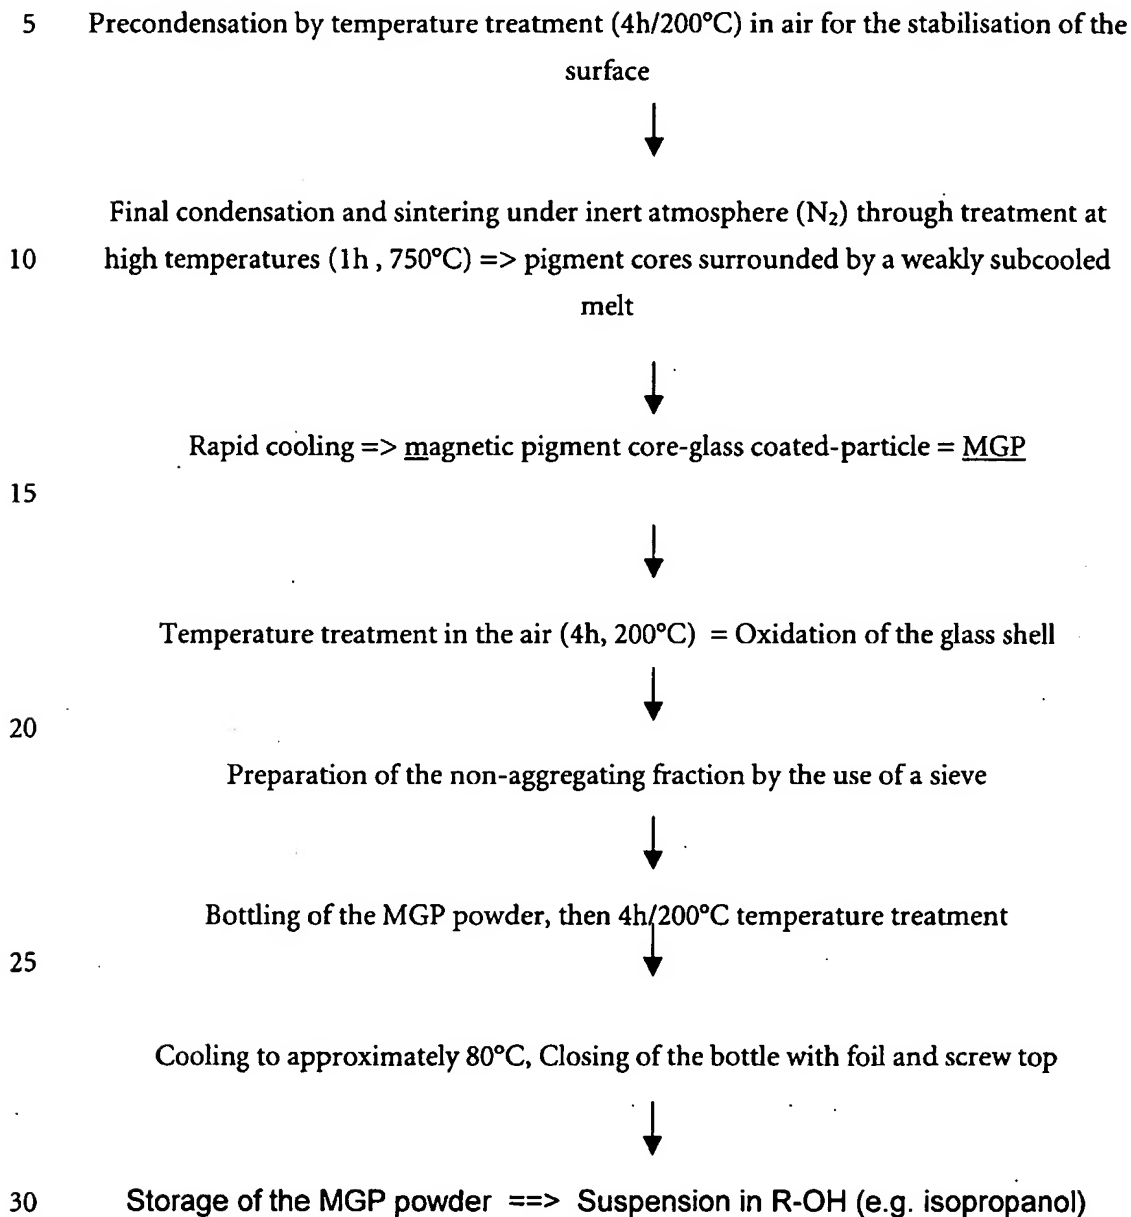 5 Precondensation by temperature treatment (4h/200°C) in air for the stabilisation of the
surface
Final condensation and sintering under inert atmosphere (N₂) through treatment at
10 high temperatures (1h , 750°C) => pigment cores surrounded by a weakly subcooled
melt
Rapid cooling => magnetic pigment core-glass coated-particle = MGP
15
Temperature treatment in the air (4h, 200°C) = Oxidation of the glass shell
20
Preparation of the non-aggregating fraction by the use of a sieve
Bottling of the MGP powder, then 4h/200°C temperature treatment
25
Cooling to approximately 80°C, Closing of the bottle with foil and screw top
30 Storage of the MGP powder ==> Suspension in R-OH (e.g. isopropanol)